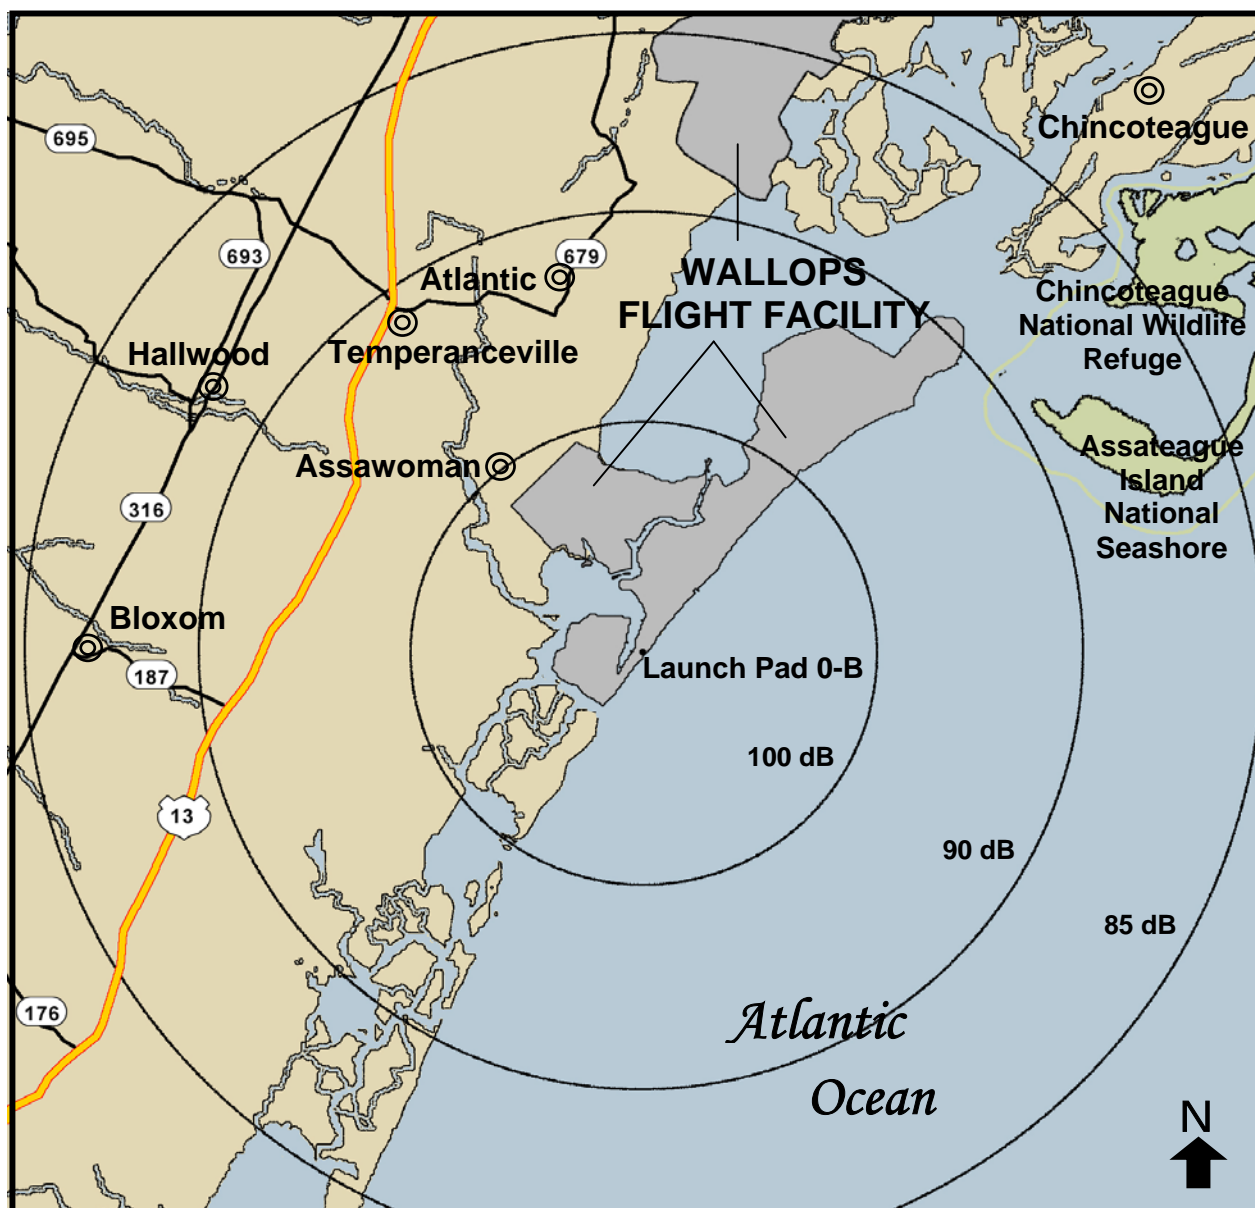 Chincoteague
695
693
679
Atlantic
WALLOPS
FLIGHT FACILITY
Chincoteague
National Wildlife
Refuge
Temperanceville
Hallwood
Assawoman
Assateague
Island
National
Seashore
316
Bloxom
187
Launch Pad 0-B
100 dB
13
90 dB
85 dB
176
Atlantic
Ocean
N